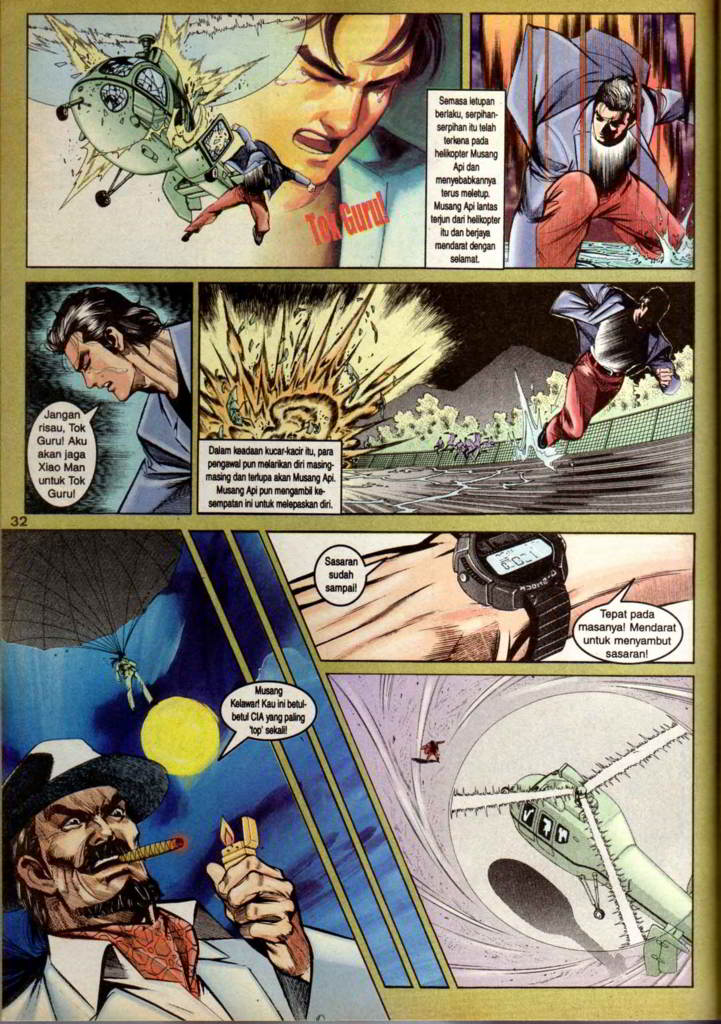 Tok Guru!
Semasa letupan
berlaku, serpihan-
serpihan itu telah
terkena pada
helikopter Musang
Api dan
menyebabkannya
terus meletup.
Musang Api lantas
terjun dari helikopter
itu dan berjaya
mendarat dengan
selamat.
Jangan
risau, Tok
Guru! Aku
akan jaga
Xiao Man
untuk Tok
Guru!
Dalam keadaan kucar-kacir itu, para
pengawal pun melarikan diri masing-
masing dan terlupa akan Musang Api.
Musang Api pun mengambil ke-
sempatan ini untuk melepaskan diri.
32
Musang
Kelawar! Kau ini betul-
betul CIA yang paling
'top' sekali!
Sasaran
sudah
sampai!
G-SHOCK
Tepat pada
masanya! Mendarat
untuk menyambut
sasaran!